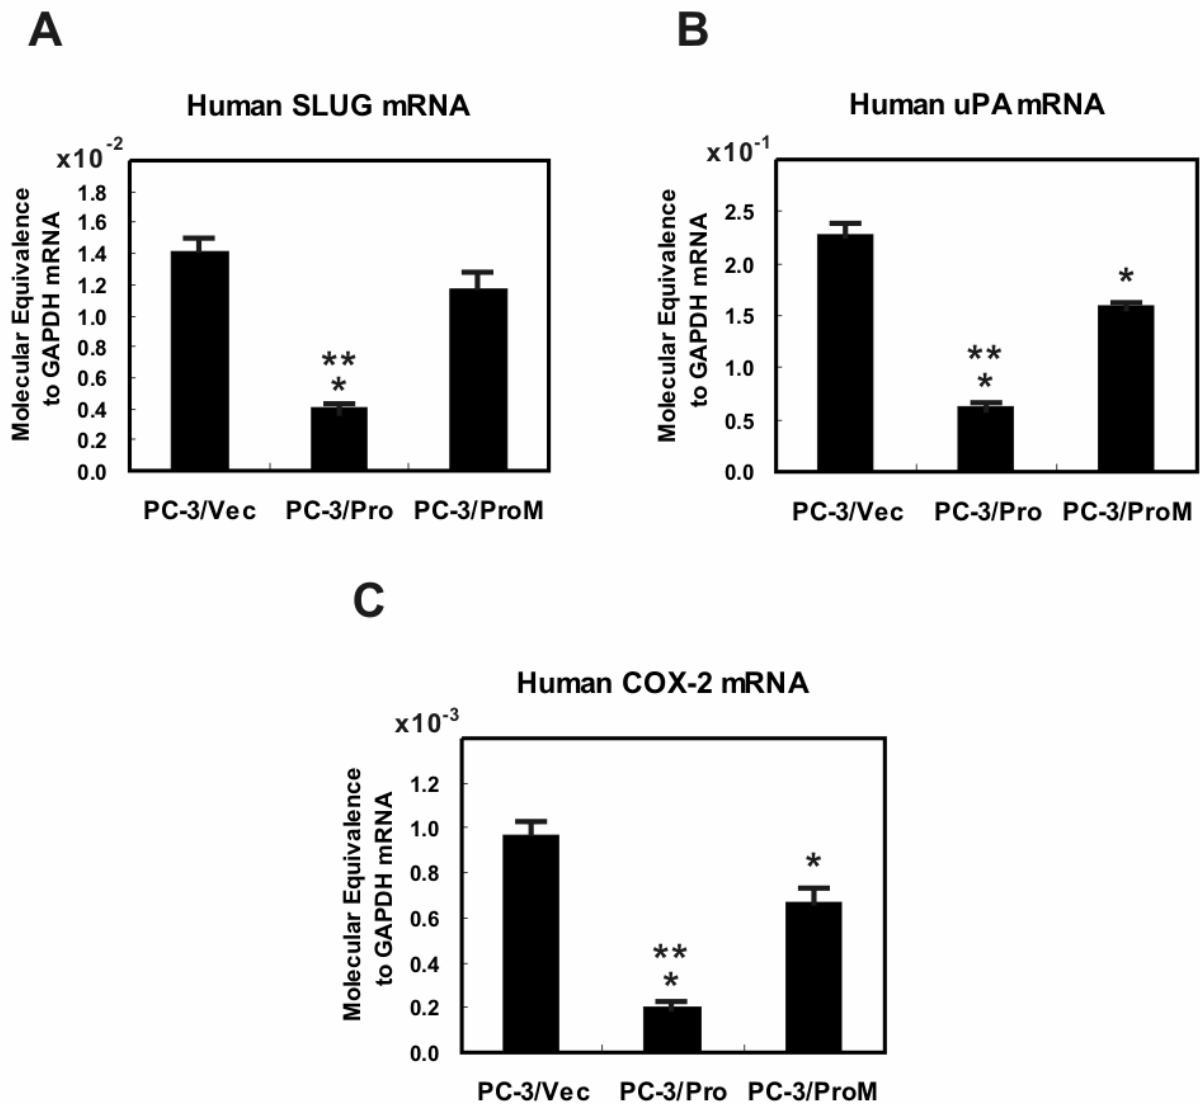 A
Human SLUG mRNA
x10-2
Molecular Equivalence
to GAPDH mRNA
1.8
1.6
1.4
1.2
1.0
0.8
0.6
0.4
0.2
0.0
**
*
PC-3/Vec PC-3/Pro PC-3/ProM
B
Human uPA mRNA
x10-1
Molecular Equivalence
to GAPDH mRNA
2.5
2.0
1.5
1.0
0.5
0.0
**
*
*
PC-3/Vec PC-3/Pro PC-3/ProM
C
Human COX-2 mRNA
x10-3
Molecular Equivalence
to GAPDH mRNA
1.2
1.0
0.8
0.6
0.4
0.2
0.0
**
*
*
PC-3/Vec PC-3/Pro PC-3/ProM